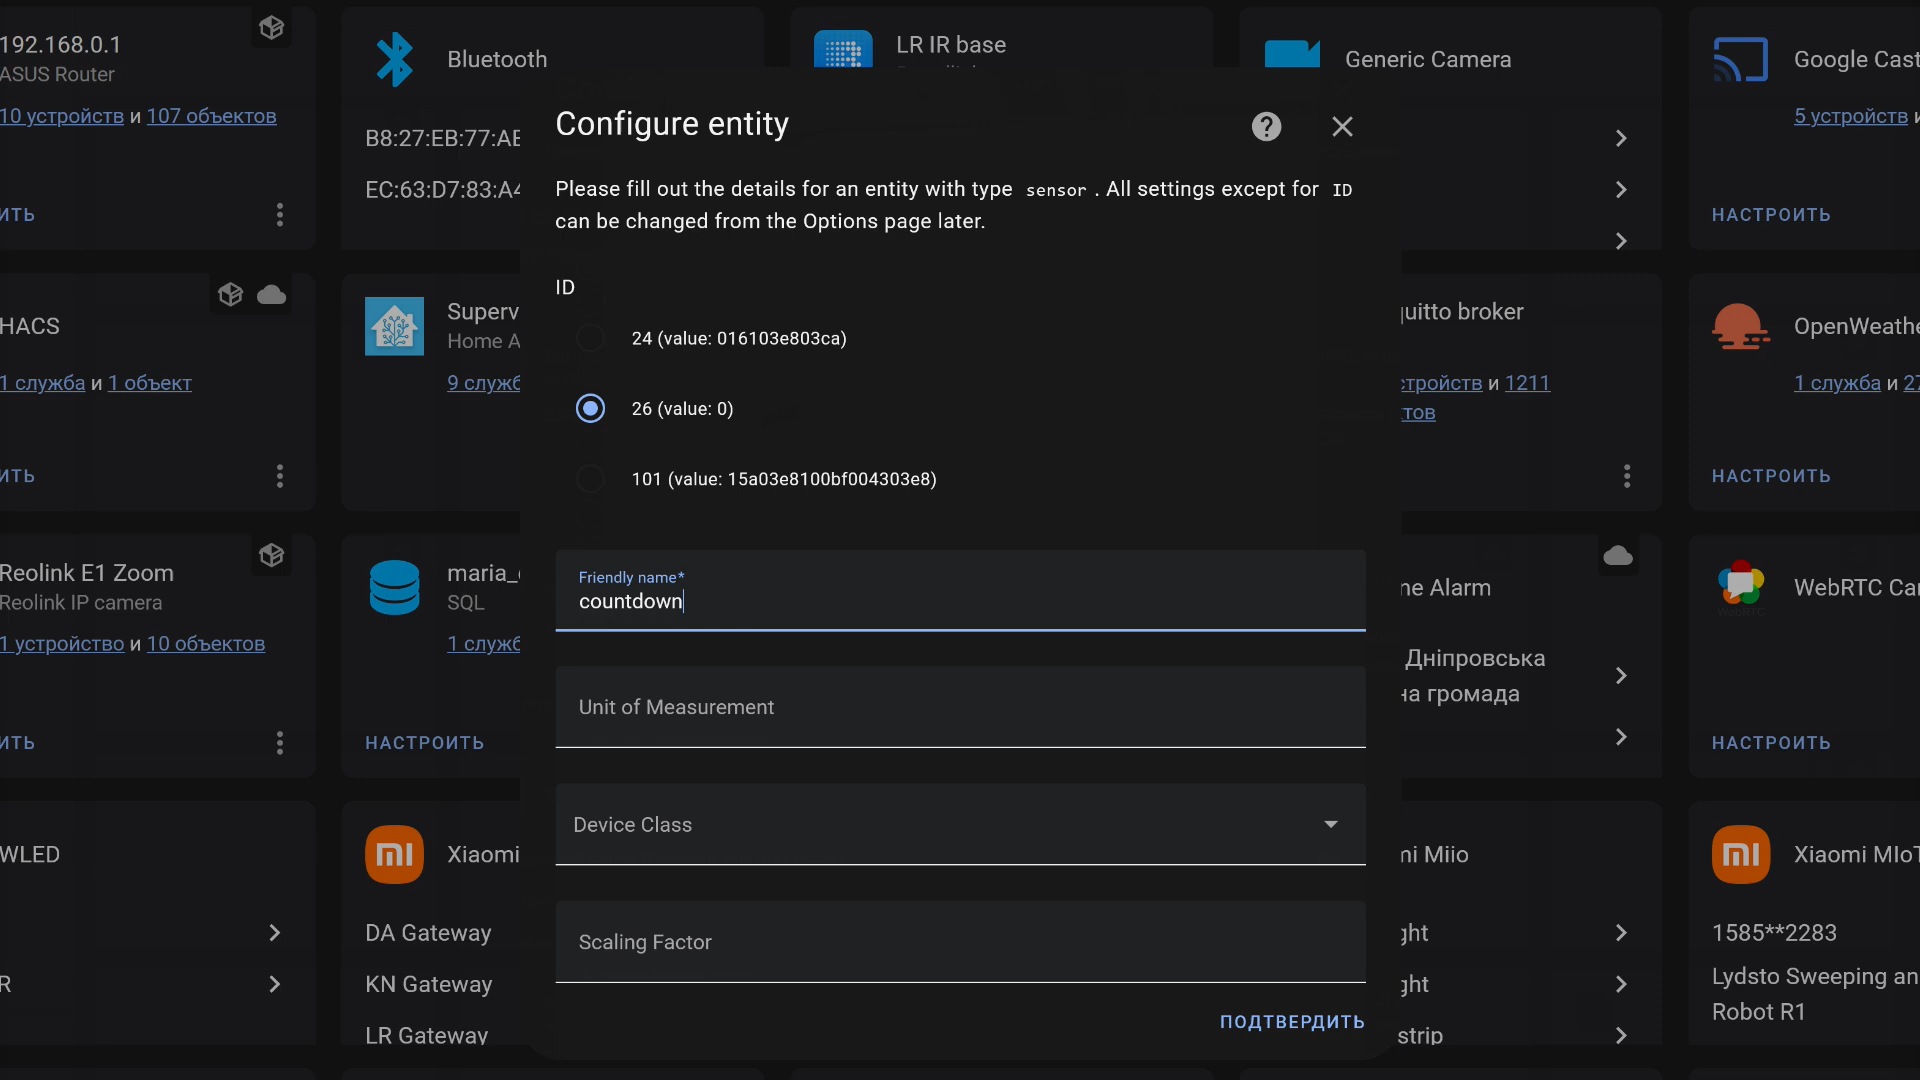 192.168.0.1
ASUS Router
10 устройств и 107 объектов
ИТЬ
Bluetooth
B8:27:EB:77:AE
EC:63:D7:83:A4
LR IR base
Generic Camera
Google Cast
5 устройств и
НАСТРОИТЬ
Configure entity
Please fill out the details for an entity with type sensor . All settings except for ID
can be changed from the Options page later.
ID
24 (value: 016103e803ca)
26 (value: 0)
101 (value: 15a03e8100bf004303e8)
Friendly name*
countdown
Unit of Measurement
Device Class
Scaling Factor
ПОДТВЕРДИТЬ
HACS
1 служба и 1 объект
ИТЬ
Superv
Home A
9 служб
quitto broker
стройств и 1211
тов
OpenWeathe
1 служба и 27
НАСТРОИТЬ
Reolink E1 Zoom
Reolink IP camera
1 устройство и 10 объектов
ИТЬ
maria_
SQL
1 служб
НАСТРОИТЬ
ne Alarm
Дніпровська
на громада
WebRTC
WebRTC Ca
НАСТРОИТЬ
WLED
R
Xiaomi
DA Gateway
KN Gateway
LR Gateway
mi Miio
ght
ght
strip
Xiaomi MIoT
1585**2283
Lydsto Sweeping an
Robot R1